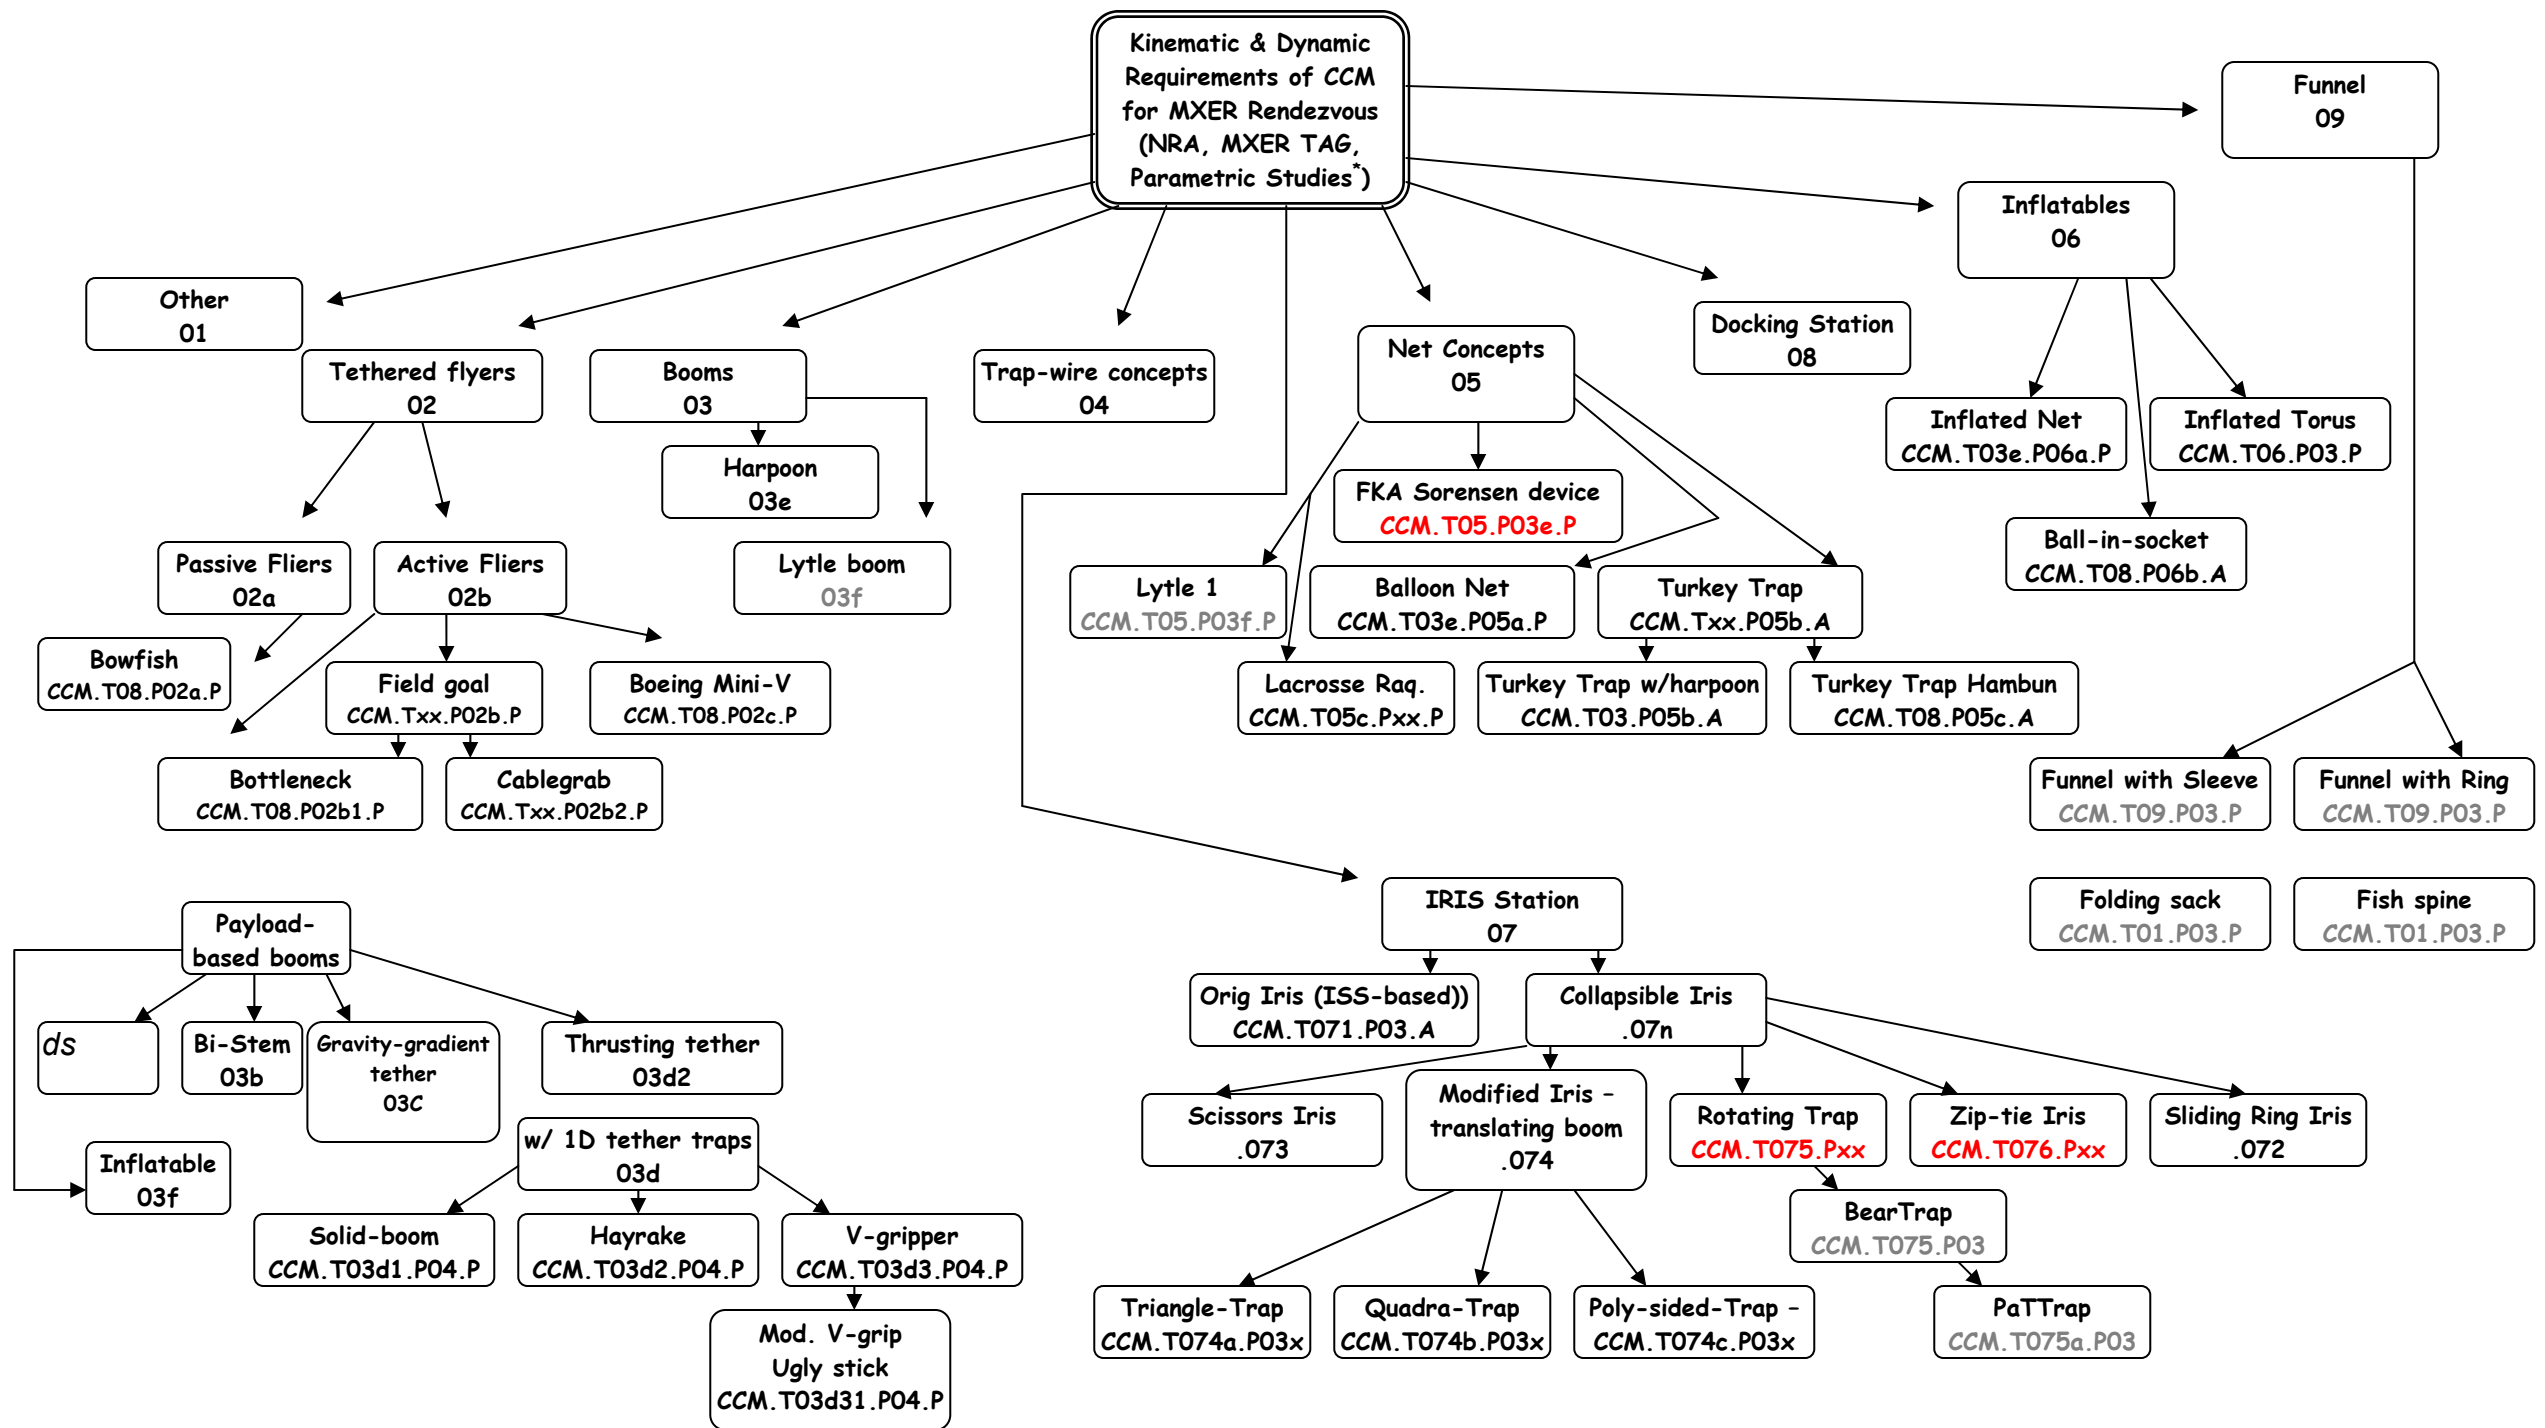 Kinematic & Dynamic
Requirements of CCM
for MXER Rendezvous
(NRA, MXER TAG,
Parametric Studies*)
Funnel
09
Inflatables
06
Other
01
Docking Station
08
Net Concepts
05
Tethered flyers
02
Booms
03
Trap-wire concepts
04
Inflated Net
CCM.T03e.P06a.P
Inflated Torus
CCM.T06.P03.P
Harpoon
03e
FKA Sorensen device
CCM.T05.P03e.P
Ball-in-socket
CCM.T08.P06b.A
Passive Fliers
02a
Active Fliers
02b
Lytle boom
03f
Lytle 1
CCM.T05.P03f.P
Balloon Net
CCM.T03e.P05a.P
Turkey Trap
CCM.Txx.P05b.A
Bowfish
CCM.T08.P02a.P
Field goal
CCM.Txx.P02b.P
Boeing Mini-V
CCM.T08.P02c.P
Lacrosse Raq.
CCM.T05c.Pxx.P
Turkey Trap w/harpoon
CCM.T03.P05b.A
Turkey Trap Hambun
CCM.T08.P05c.A
Bottleneck
CCM.T08.P02b1.P
Cablegrab
CCM.Txx.P02b2.P
Funnel with Sleeve
CCM.T09.P03.P
Funnel with Ring
CCM.T09.P03.P
IRIS Station
07
Folding sack
CCM.T01.P03.P
Fish spine
CCM.T01.P03.P
Payload-
based booms
Orig Iris (ISS-based))
CCM.T071.P03.A
Collapsible Iris
.07n
ds
Bi-Stem
03b
Gravity-gradient
tether
03C
Thrusting tether
03d2
Scissors Iris
.073
Modified Iris –
translating boom
.074
Rotating Trap
CCM.T075.Pxx
Zip-tie Iris
CCM.T076.Pxx
Sliding Ring Iris
.072
w/ 1D tether traps
03d
Inflatable
03f
BearTrap
CCM.T075.P03
Solid-boom
CCM.T03d1.P04.P
Hayrake
CCM.T03d2.P04.P
V-gripper
CCM.T03d3.P04.P
Triangle-Trap
CCM.T074a.P03x
Quadra-Trap
CCM.T074b.P03x
Poly-sided-Trap –
CCM.T074c.P03x
PaTTrap
CCM.T075a.P03
Mod. V-grip
Ugly stick
CCM.T03d31.P04.P